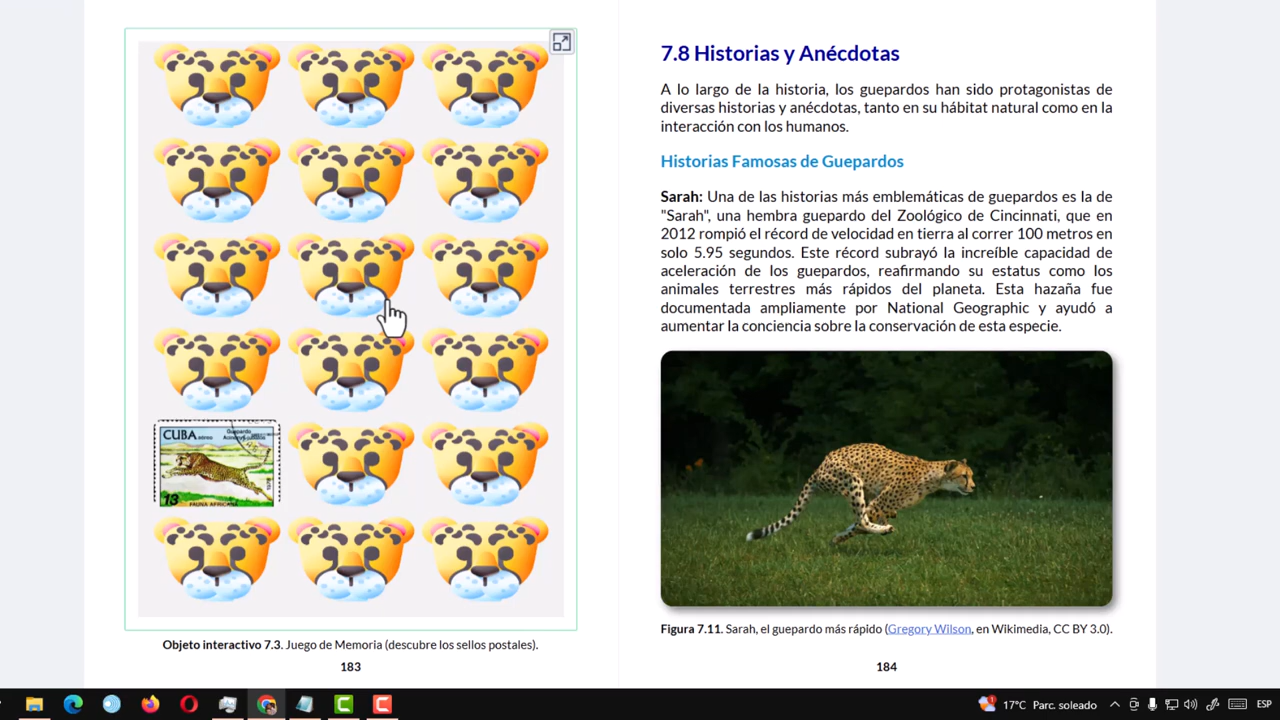 CUBA aéreo
Guepardo
13
FAUNA AFRICANA
Objeto interactivo 7.3. Juego de Memoria (descubre los sellos postales).
183
7.8 Historias y Anécdotas
A lo largo de la historia, los guepardos han sido protagonistas de
diversas historias y anécdotas, tanto en su hábitat natural como en la
interacción con los humanos.
Historias Famosas de Guepardos
Sarah: Una de las historias más emblemáticas de guepardos es la de
"Sarah", una hembra guepardo del Zoológico de Cincinnati, que en
2012 rompió el récord de velocidad en tierra al correr 100 metros en
solo 5.95 segundos. Este récord subrayó la increíble capacidad de
aceleración de los guepardos, reafirmando su estatus como los
animales terrestres más rápidos del planeta. Esta hazaña fue
documentada ampliamente por National Geographic y ayudó a
aumentar la conciencia sobre la conservación de esta especie.
Figura 7.11. Sarah, el guepardo más rápido (Gregory Wilson, en Wikimedia, CC BY 3.0).
184
17°C Parc. soleado
ESP